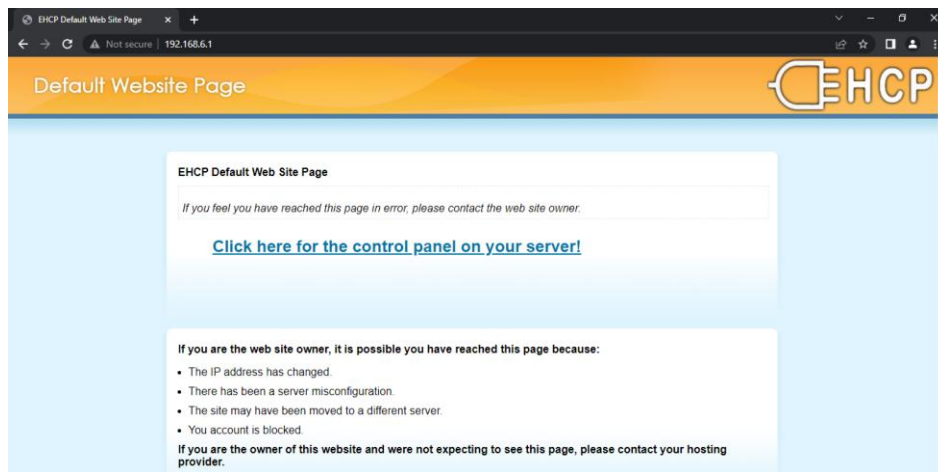 EHCP Default Web Site Page
Not secure | 192.168.6.1
Default Website Page
EHCP
EHCP Default Web Site Page
If you feel you have reached this page in error, please contact the web site owner.
Click here for the control panel on your server!
If you are the web site owner, it is possible you have reached this page because:
• The IP address has changed.
• There has been a server misconfiguration.
• The site may have been moved to a different server.
• You account is blocked.
If you are the owner of this website and were not expecting to see this page, please contact your hosting
provider.